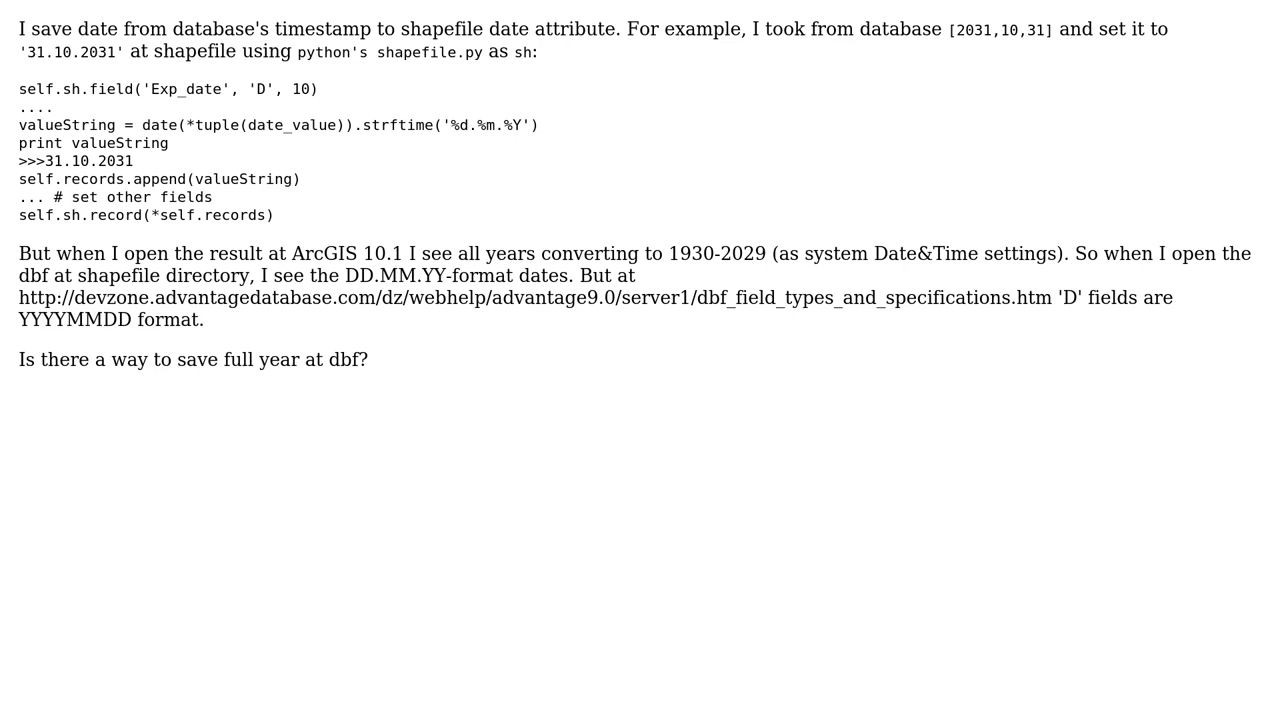 I save date from database's timestamp to shapefile date attribute. For example, I took from database [2031,10,31] and set it to
'31.10.2031' at shapefile using python's shapefile.py as sh:
self.sh.field('Exp_date', 'D', 10)
....
valueString = date(*tuple(date_value)).strftime('%d.%m.%Y')
print valueString
>>>31.10.2031
self.records.append(valueString)
... # set other fields
self.sh.record(*self.records)
But when I open the result at ArcGIS 10.1 I see all years converting to 1930-2029 (as system Date&Time settings). So when I open the
dbf at shapefile directory, I see the DD.MM.YY-format dates. But at
http://devzone.advantagedatabase.com/dz/webhelp/advantage9.0/server1/dbf_field_types_and_specifications.htm 'D' fields are
YYYYMMDD format.
Is there a way to save full year at dbf?